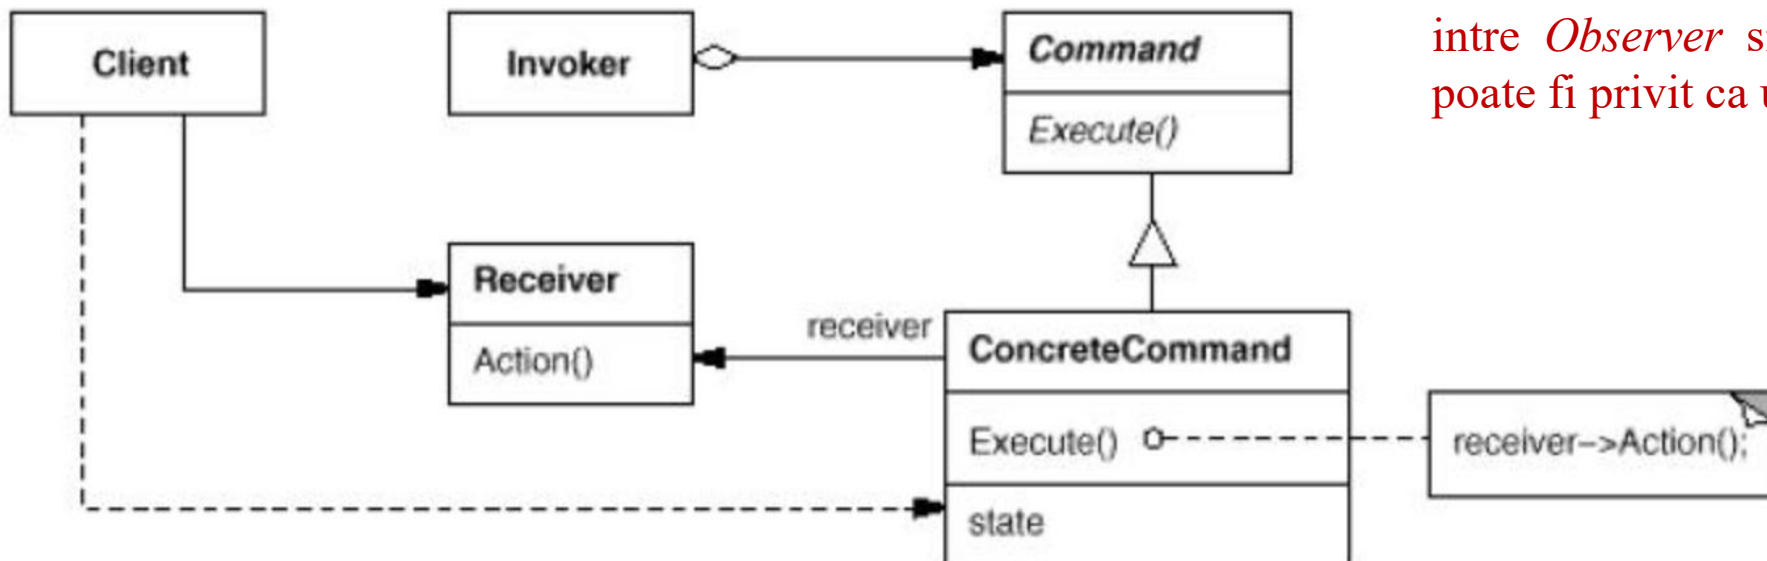 Client
Invoker
Command
Execute()
intre Observer
poate fi privit ca
Receiver
Action()
receiver
ConcreteCommand
Execute()
receiver–>Action();
state